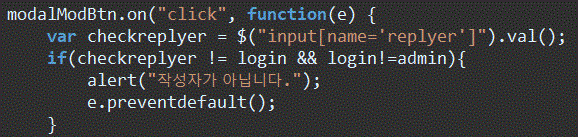 modalModBtn.on("click", function(e) {
    var checkreplyer = $("input[name='replyer']").val();
    if(checkreplyer != login && login!=admin){
        alert("작성자가 아닙니다.");
        e.preventdefault();
    }